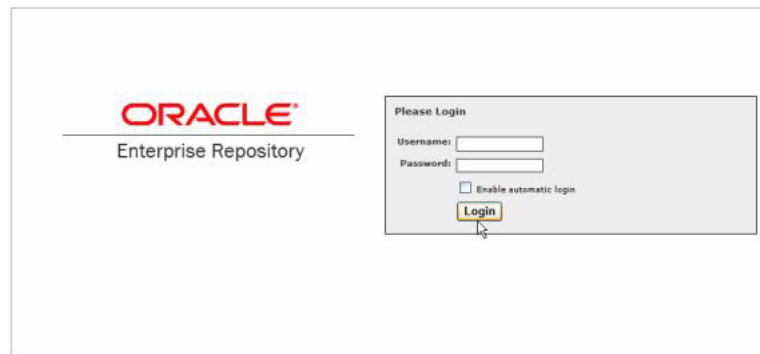 ORACLE®
Enterprise Repository
Please Login
Username:
Password:
Enable automatic login
Login